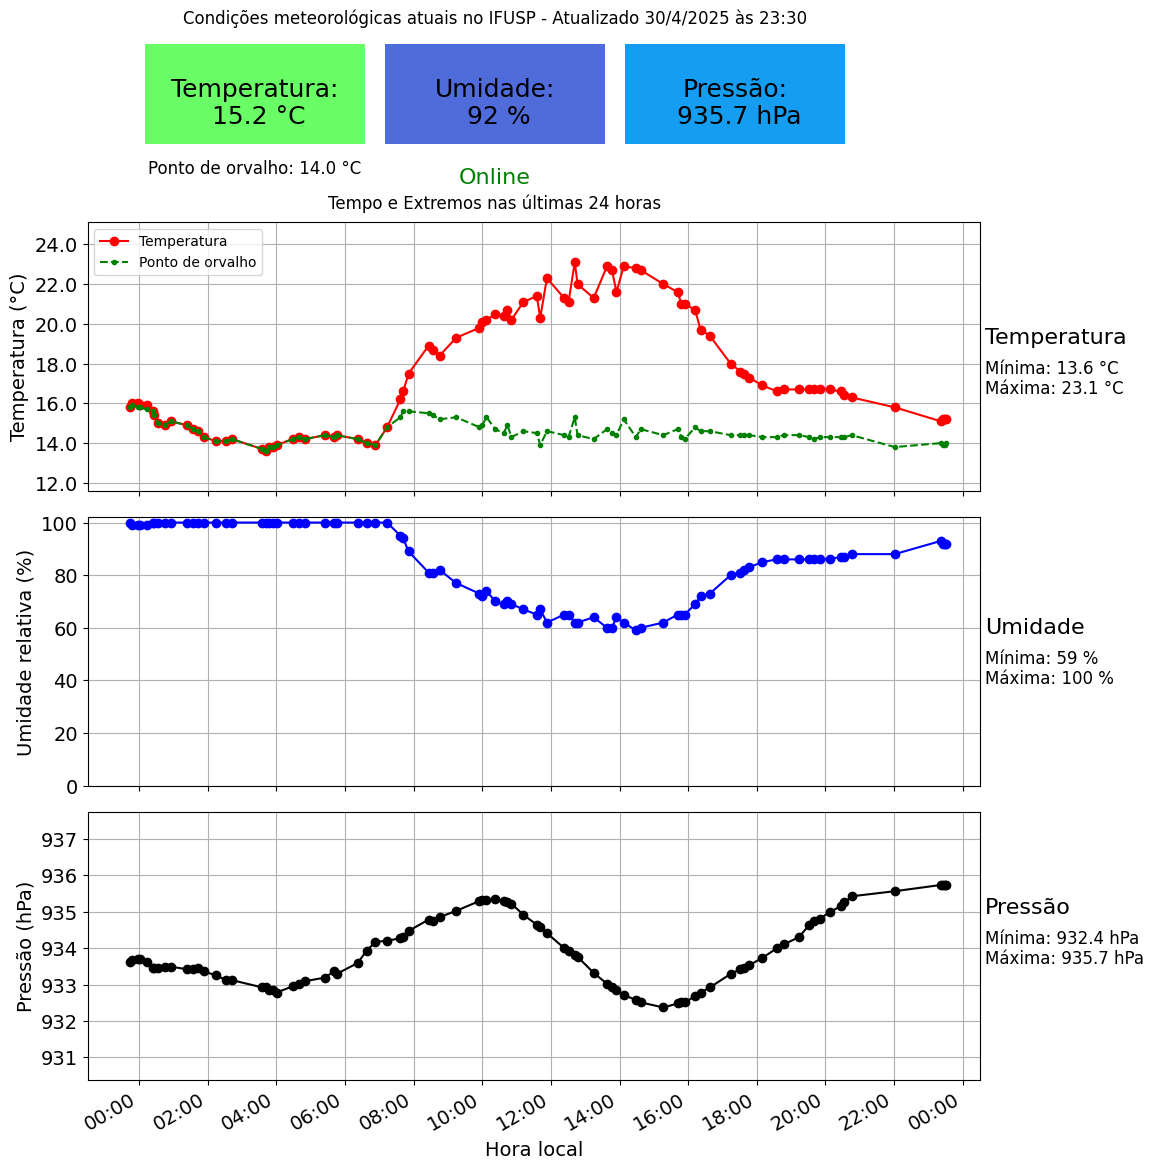 Condições meteorológicas atuais no IFUSP - Atualizado 30/4/2025 às 23:30
Temperatura:
15.2 °C
Umidade:
92 %
Pressão:
935.7 hPa
Ponto de orvalho: 14.0 °C
Online
Tempo e Extremos nas últimas 24 horas
Temperatura (°C)
24.0
22.0
20.0
18.0
16.0
14.0
12.0
Temperatura
Ponto de orvalho
Temperatura
Mínima: 13.6 °C
Máxima: 23.1 °C
Umidade relativa (%)
100
80
60
40
20
0
Umidade
Mínima: 59 %
Máxima: 100 %
Pressão (hPa)
937
936
935
934
933
932
931
Pressão
Mínima: 932.4 hPa
Máxima: 935.7 hPa
00:00 02:00 04:00 06:00 08:00 10:00 12:00 14:00 16:00 18:00 20:00 22:00 00:00
Hora local